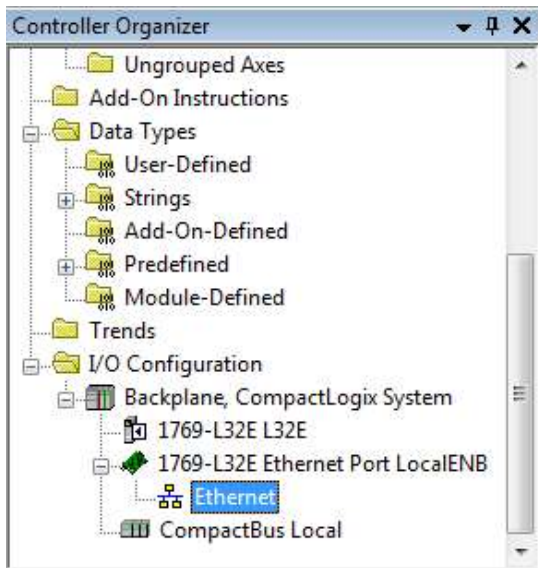 Controller Organizer
Ungrouped Axes
Add-On Instructions
Data Types
User-Defined
Strings
Add-On-Defined
Predefined
Module-Defined
Trends
I/O Configuration
Backplane, CompactLogix System
1769-L32E L32E
1769-L32E Ethernet Port LocalENB
Ethernet
CompactBus Local